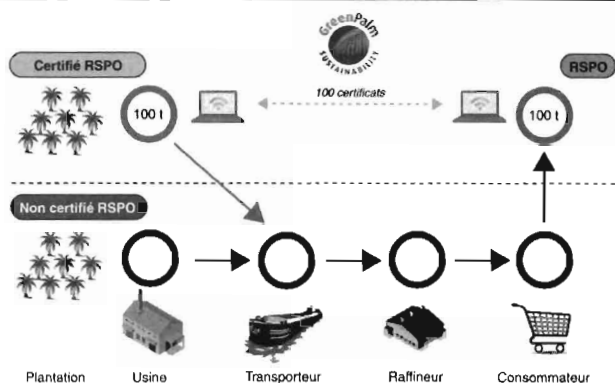 GreenPalm
SUSTAINABILITY
Certifié RSPO
RSPO
100 t
100 certificats
100 t
Non certifié RSPO
Plantation
Usine
Transporteur
Raffineur
Consommateur